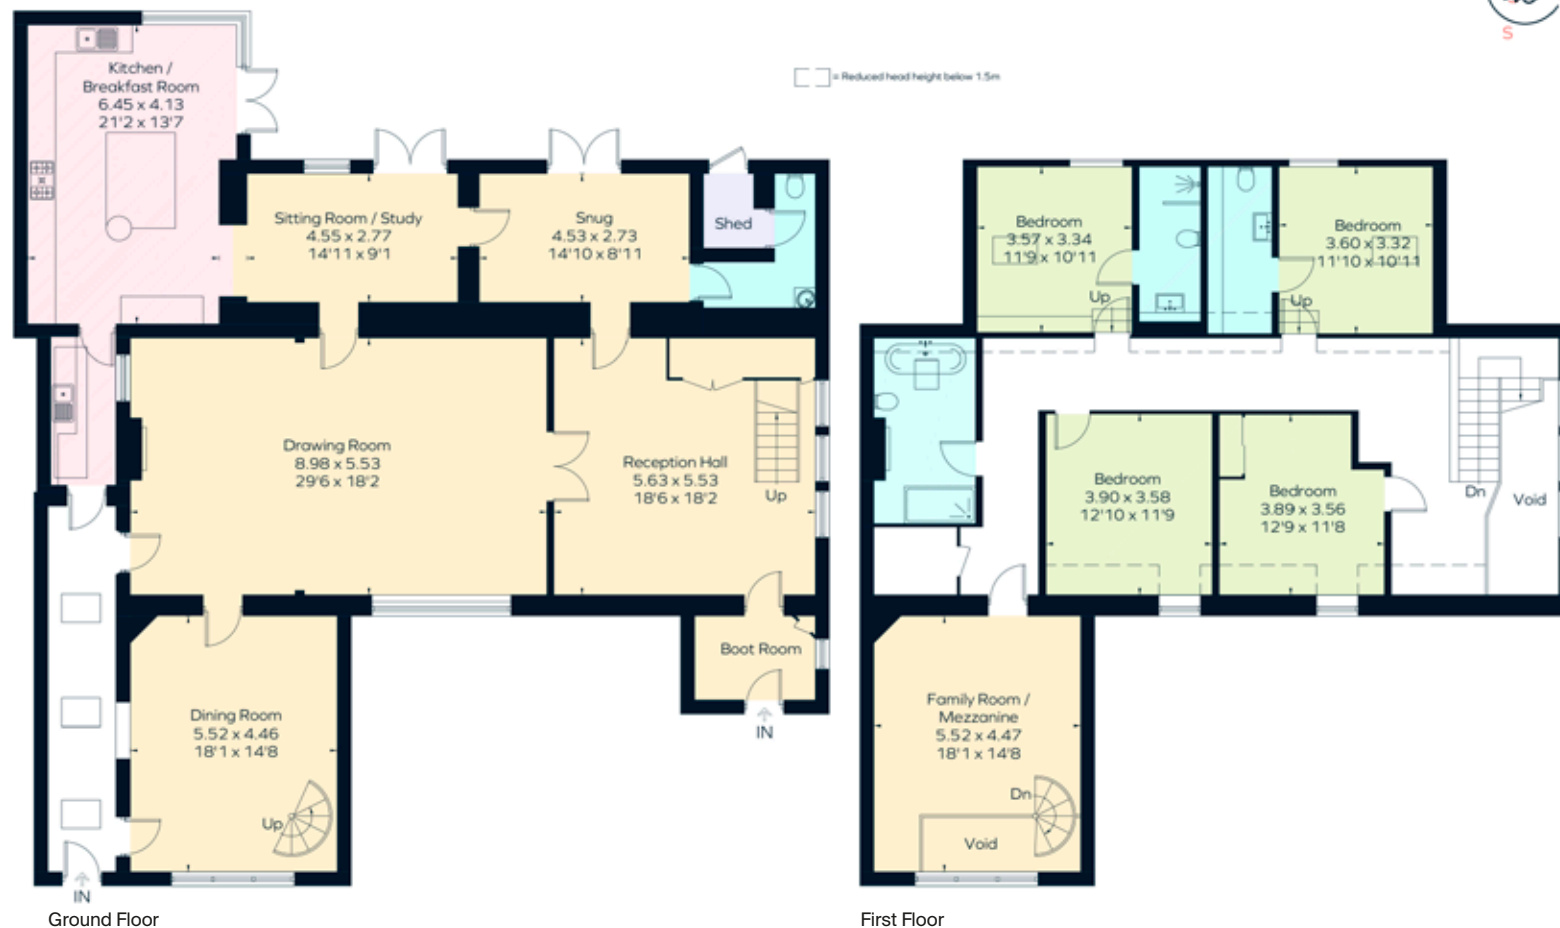 S
= Reduced head height below 1.5m
Kitchen /
Breakfast Room
6.45 x 4.13
21'2 x 13'7
Sitting Room / Study
4.55 x 2.77
14'11 x 9'1
Snug
4.53 x 2.73
14'10 x 8'11
Shed
Drawing Room
8.98 x 5.53
29'6 x 18'2
Reception Hall
5.63 x 5.53
18'6 x 18'2
Up
Boot Room
IN
Dining Room
5.52 x 4.46
18'1 x 14'8
Up
IN
Ground Floor
Bedroom
3.57 x 3.34
11'9 x 10'11
Up
Bedroom
3.60 x 3.32
11'10 x 10'11
Up
Bedroom
3.90 x 3.58
12'10 x 11'9
Bedroom
3.89 x 3.56
12'9 x 11'8
Dn
Void
Family Room /
Mezzanine
5.52 x 4.47
18'1 x 14'8
Dn
Void
First Floor